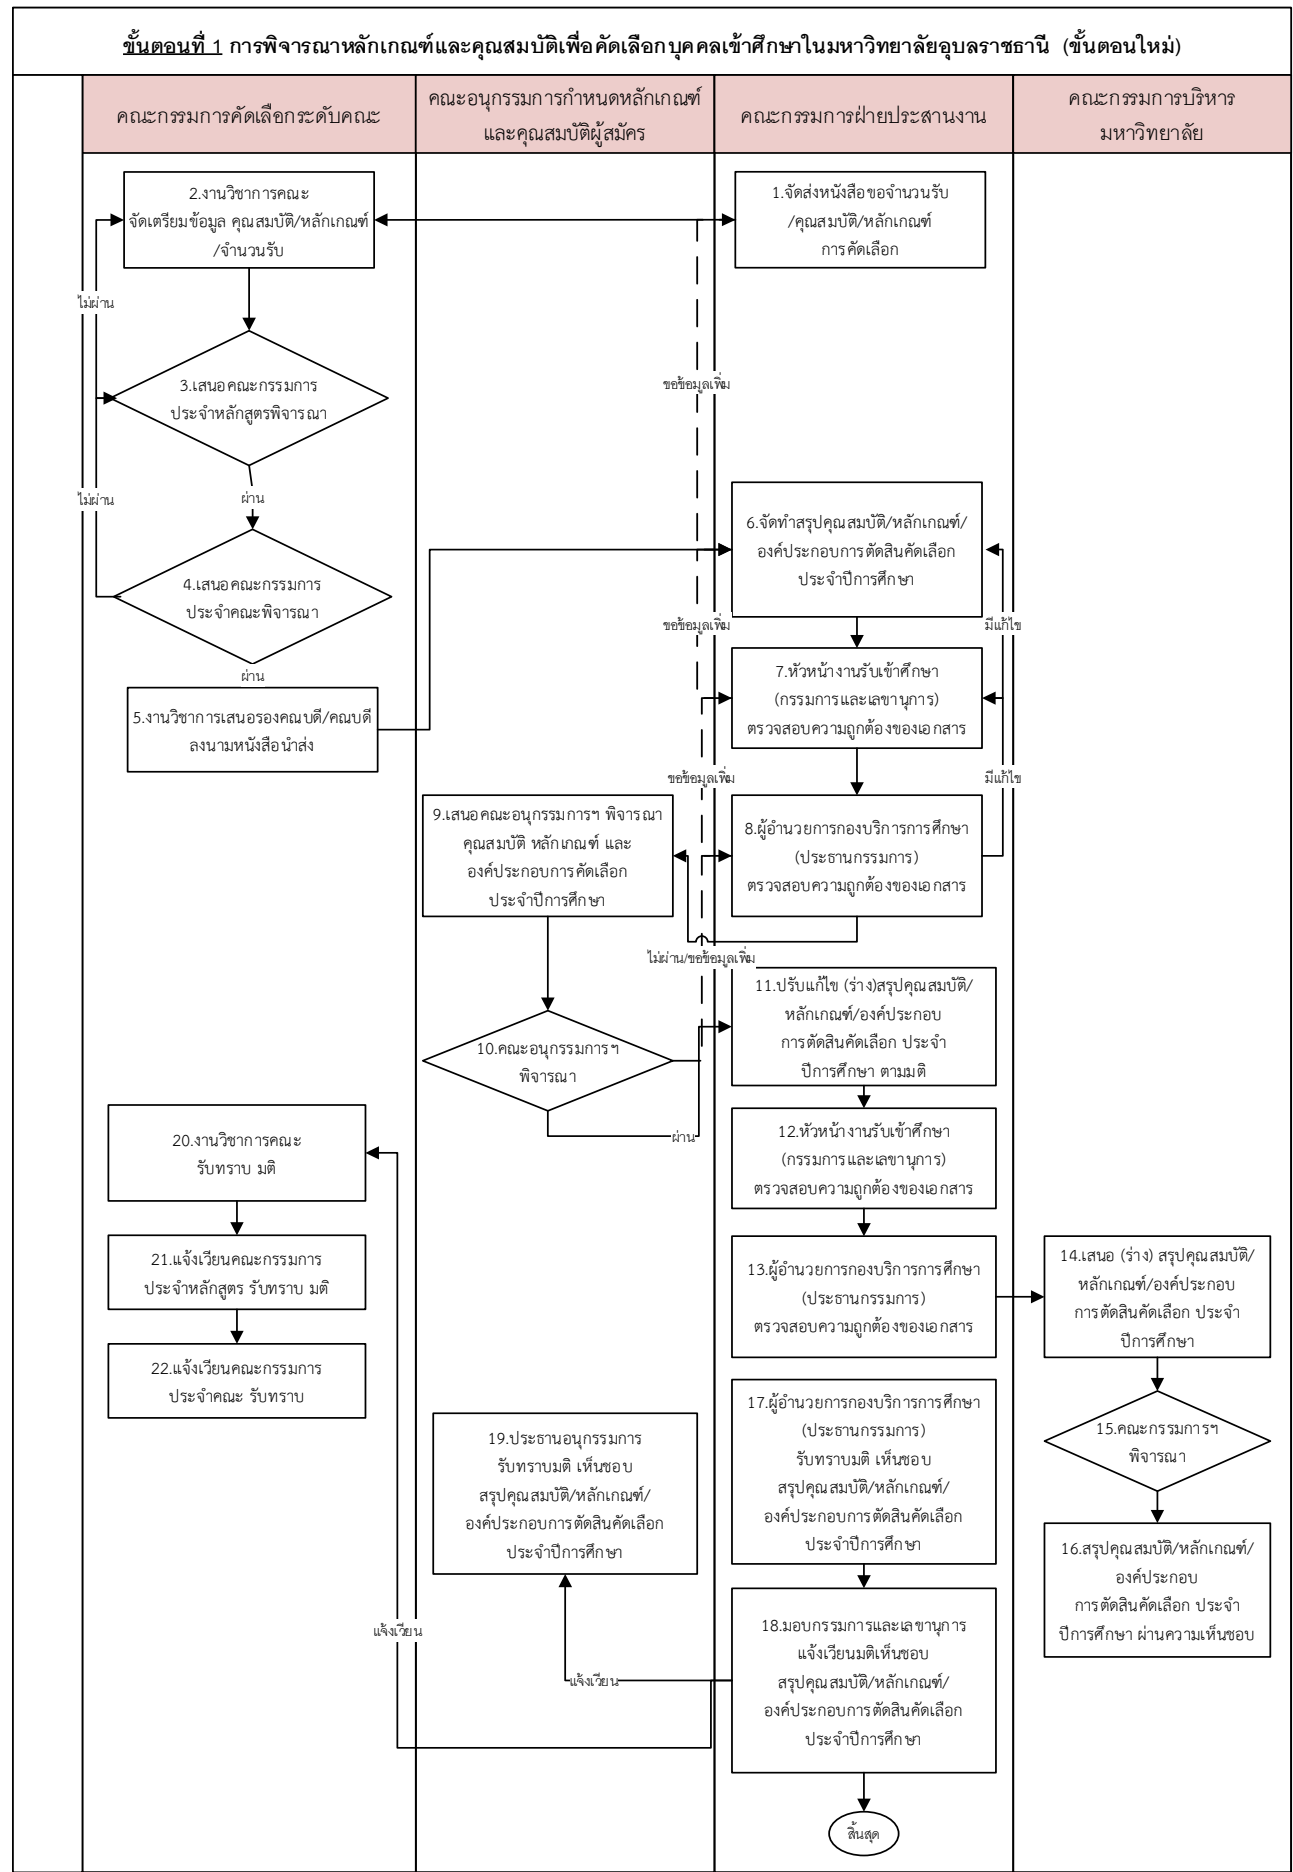 ขั้นตอนที่ 1 การพิจารณาหลักเกณฑ์และคุณสมบัติเพื่อคัดเลือกบุคคลเข้าศึกษาในมหาวิทยาลัยอุบลราชธานี (ขั้นตอนใหม่)
คณะกรรมการคัดเลือกระดับคณะ
คณะอนุกรรมการกำหนดหลักเกณฑ์
และคุณสมบัติผู้สมัคร
คณะกรรมการฝ่ายประสานงาน
คณะกรรมการบริหาร
มหาวิทยาลัย
1.จัดส่งหนังสือขอจำนวนรับ
/คุณสมบัติ/หลักเกณฑ์
การคัดเลือก
2.งานวิชาการคณะ
จัดเตรียมข้อมูล คุณสมบัติ/หลักเกณฑ์
/จำนวนรับ
ไม่ผ่าน
3.เสนอคณะกรรมการ
ประจำหลักสูตรพิจารณา
ขอข้อมูลเพิ่ม
ไม่ผ่าน
ผ่าน
4.เสนอคณะกรรมการ
ประจำคณะพิจารณา
ผ่าน
5.งานวิชาการเสนอรองคณบดี/คณบดี
ลงนามหนังสือนำส่ง
6.จัดทำสรุปคุณสมบัติ/หลักเกณฑ์/
องค์ประกอบการตัดสินคัดเลือก
ประจำปีการศึกษา
ขอข้อมูลเพิ่ม
มีแก้ไข
7.หัวหน้างานรับเข้าศึกษา
(กรรมการและเลขานุการ)
ตรวจสอบความถูกต้องของเอกสาร
ขอข้อมูลเพิ่ม
มีแก้ไข
8.ผู้อำนวยการกองบริการการศึกษา
(ประธานกรรมการ)
ตรวจสอบความถูกต้องของเอกสาร
9.เสนอคณะอนุกรรมการฯ พิจารณา
คุณสมบัติ หลักเกณฑ์ และ
องค์ประกอบการคัดเลือก
ประจำปีการศึกษา
ไม่ผ่าน/ขอข้อมูลเพิ่ม
10.คณะอนุกรรมการฯ
พิจารณา
ผ่าน
11.ปรับแก้ไข (ร่าง)สรุปคุณสมบัติ/
หลักเกณฑ์/องค์ประกอบ
การตัดสินคัดเลือก ประจำ
ปีการศึกษา ตามมติ
12.หัวหน้างานรับเข้าศึกษา
(กรรมการและเลขานุการ)
ตรวจสอบความถูกต้องของเอกสาร
13.ผู้อำนวยการกองบริการการศึกษา
(ประธานกรรมการ)
ตรวจสอบความถูกต้องของเอกสาร
14.เสนอ (ร่าง) สรุปคุณสมบัติ/
หลักเกณฑ์/องค์ประกอบ
การตัดสินคัดเลือก ประจำ
ปีการศึกษา
15.คณะกรรมการฯ
พิจารณา
16.สรุปคุณสมบัติ/หลักเกณฑ์/
องค์ประกอบ
การตัดสินคัดเลือก ประจำ
ปีการศึกษา ผ่านความเห็นชอบ
17.ผู้อำนวยการกองบริการการศึกษา
(ประธานกรรมการ)
รับทราบมติ เห็นชอบ
สรุปคุณสมบัติ/หลักเกณฑ์/
องค์ประกอบการตัดสินคัดเลือก
ประจำปีการศึกษา
18.มอบกรรมการและเลขานุการ
แจ้งเวียนมติเห็นชอบ
สรุปคุณสมบัติ/หลักเกณฑ์/
องค์ประกอบการตัดสินคัดเลือก
ประจำปีการศึกษา
แจ้งเวียน
19.ประธานอนุกรรมการ
รับทราบมติ เห็นชอบ
สรุปคุณสมบัติ/หลักเกณฑ์/
องค์ประกอบการตัดสินคัดเลือก
ประจำปีการศึกษา
แจ้งเวียน
20.งานวิชาการคณะ
รับทราบ มติ
21.แจ้งเวียนคณะกรรมการ
ประจำหลักสูตร รับทราบ มติ
22.แจ้งเวียนคณะกรรมการ
ประจำคณะ รับทราบ
สิ้นสุด